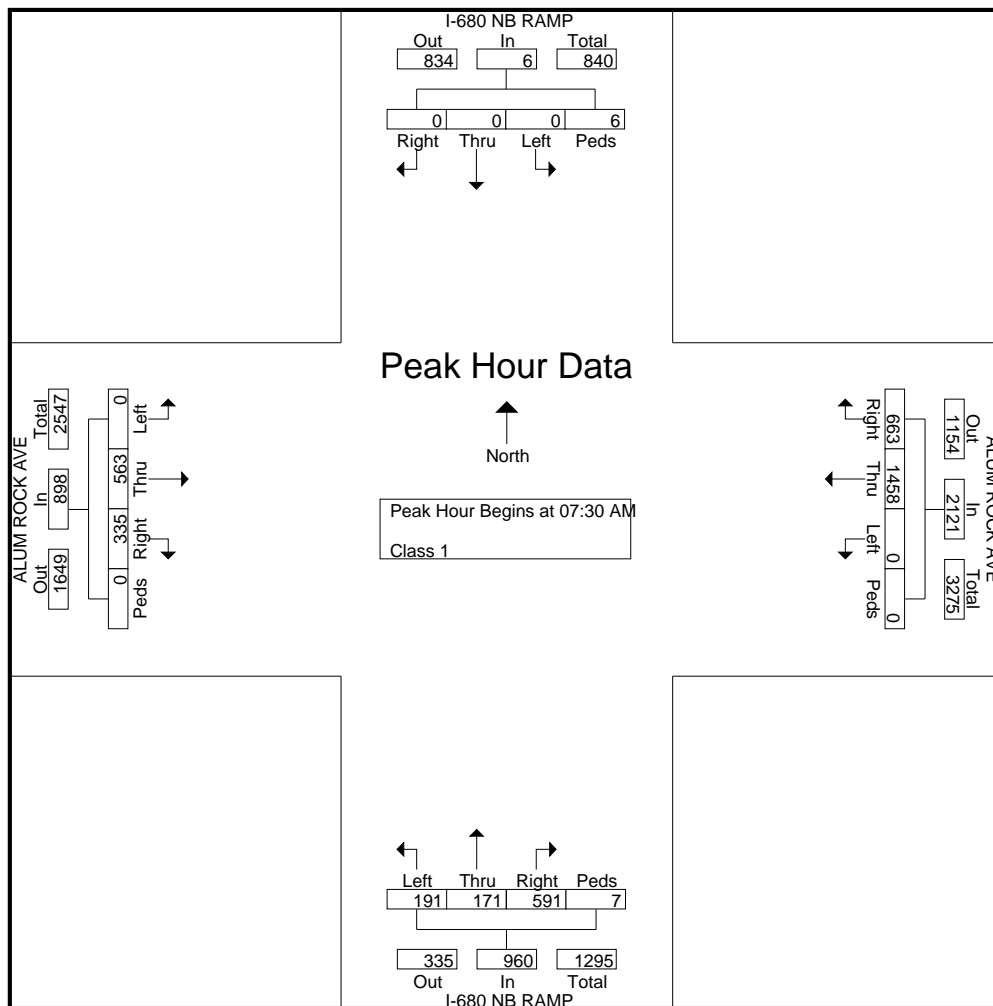 I-680 NB RAMP
Out In Total
834 6 840
0 0 0 6
Right Thru Left Peds
Peak Hour Data
North
Peak Hour Begins at 07:30 AM
Class 1
ALUM ROCK AVE
Out In Total
1649 898 2547
0 335 563 0
Peds Right Thru Left
ALUM ROCK AVE
Out In Total
1154 2121 3275
663 1458 0 0
Right Thru Left Peds
Left Thru Right Peds
191 171 591 7
335 960 1295
Out In Total
I-680 NB RAMP